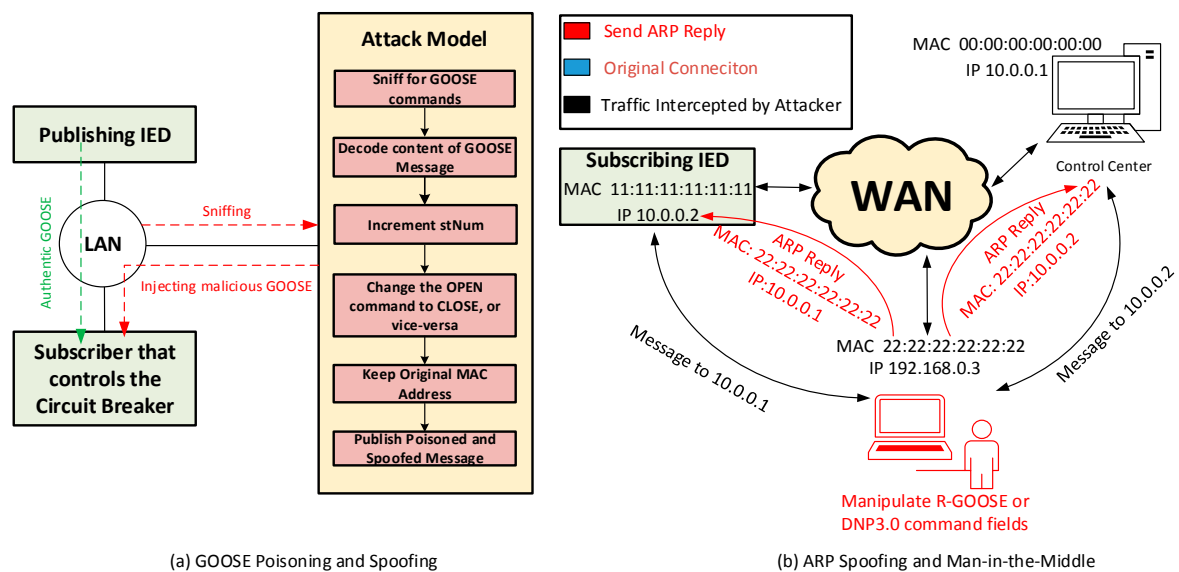 Attack Model
Sniff for GOOSE
commands
Decode content of GOOSE
Message
Increment stNum
Change the OPEN
command to CLOSE, or
vice-versa
Keep Original MAC
Address
Publish Poisoned and
Spoofed Message
Publishing IED
LAN
Authentic GOOSE
Sniffing
Injecting malicious GOOSE
Subscriber that
controls the
Circuit Breaker
(a) GOOSE Poisoning and Spoofing
Send ARP Reply
Original Conneciton
Traffic Intercepted by Attacker
MAC 00:00:00:00:00:00
IP 10.0.0.1
Control Center
Subscribing IED
MAC 11:11:11:11:11:11
IP 10.0.0.2
WAN
ARP Reply
MAC: 22:22:22:22:22:22
IP:10.0.0.1
ARP Reply
MAC: 22:22:22:22:22:22
IP:10.0.0.2
Message to 10.0.0.1
Message to 10.0.0.2
MAC 22:22:22:22:22:22
IP 192.168.0.3
Manipulate R-GOOSE or
DNP3.0 command fields
(b) ARP Spoofing and Man-in-the-Middle